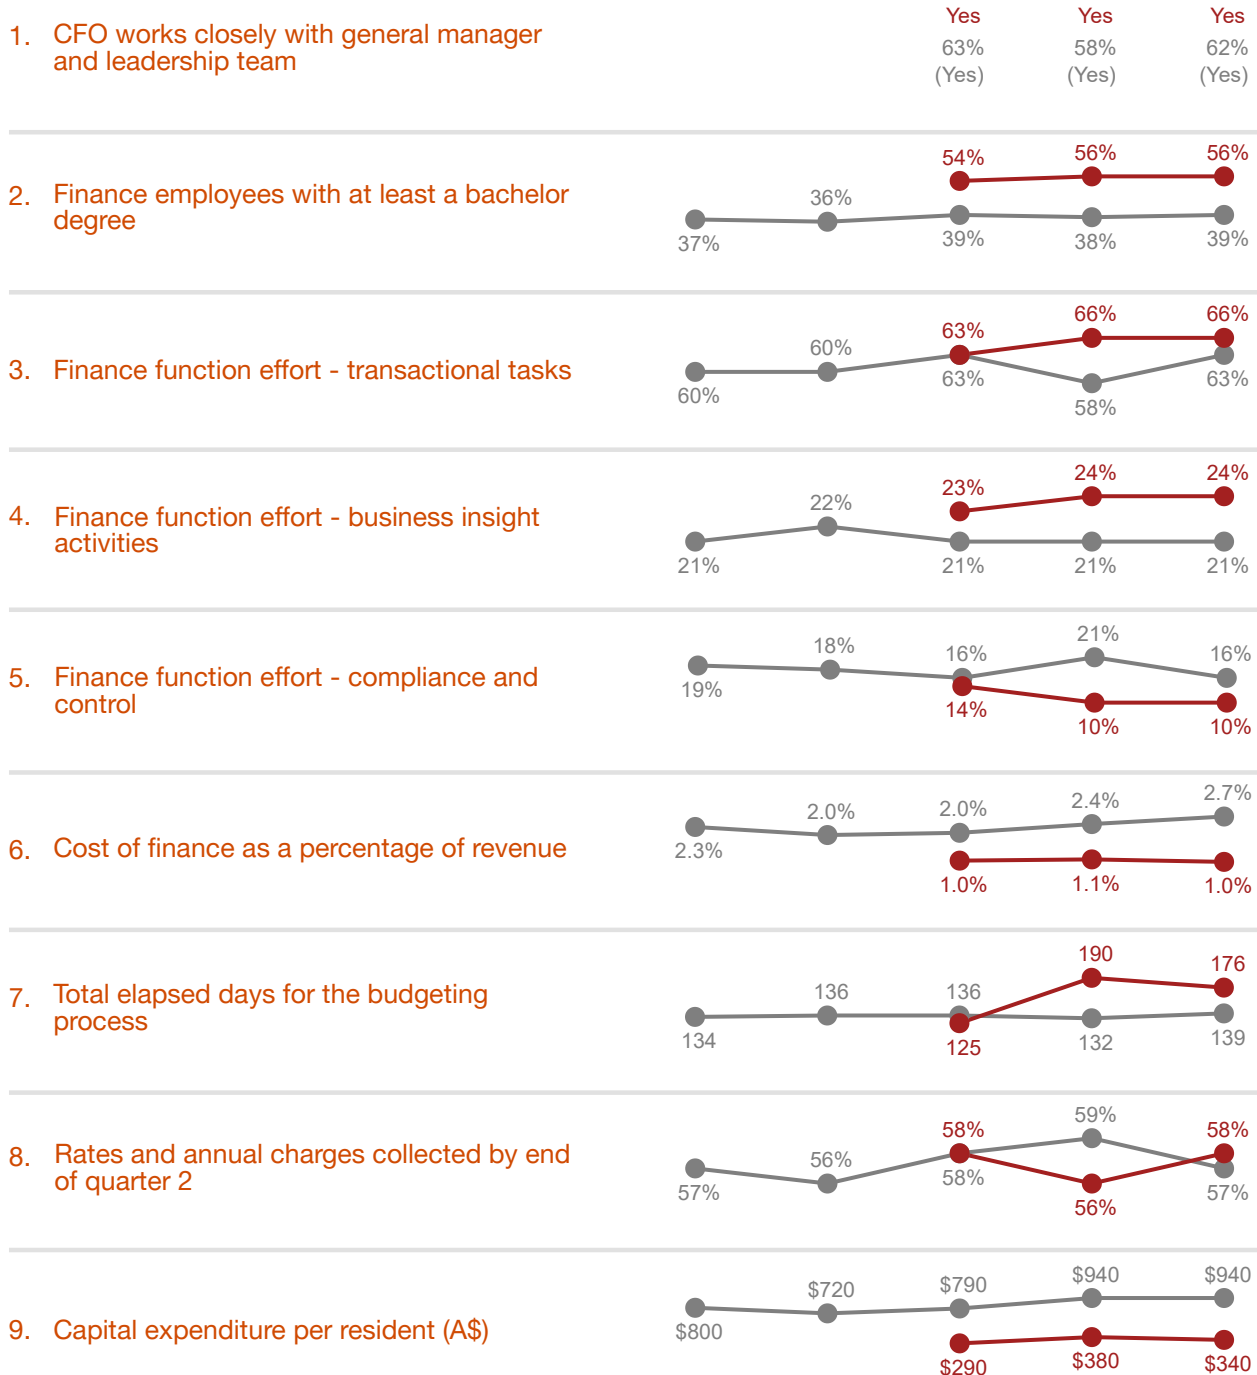 Yes Yes Yes
1. CFO works closely with general manager
and leadership team
63% 58% 62%
(Yes) (Yes) (Yes)
54% 56% 56%
2. Finance employees with at least a bachelor
degree
36%
37% 39% 38% 39%
63% 66% 66%
60%
3. Finance function effort - transactional tasks
60% 63% 58% 63%
23% 24% 24%
22%
4. Finance function effort - business insight
activities
21% 21% 21% 21%
18% 16% 21% 16%
5. Finance function effort - compliance and
control
19% 14% 10% 10%
2.0% 2.0% 2.4% 2.7%
6. Cost of finance as a percentage of revenue
2.3% 1.0% 1.1% 1.0%
190 176
136 136
7. Total elapsed days for the budgeting
process
134 125 132 139
59%
56% 58% 58%
8. Rates and annual charges collected by end
of quarter 2
57% 58% 56% 57%
$720 $790 $940 $940
9. Capital expenditure per resident (A$)
$800 $290 $380 $340